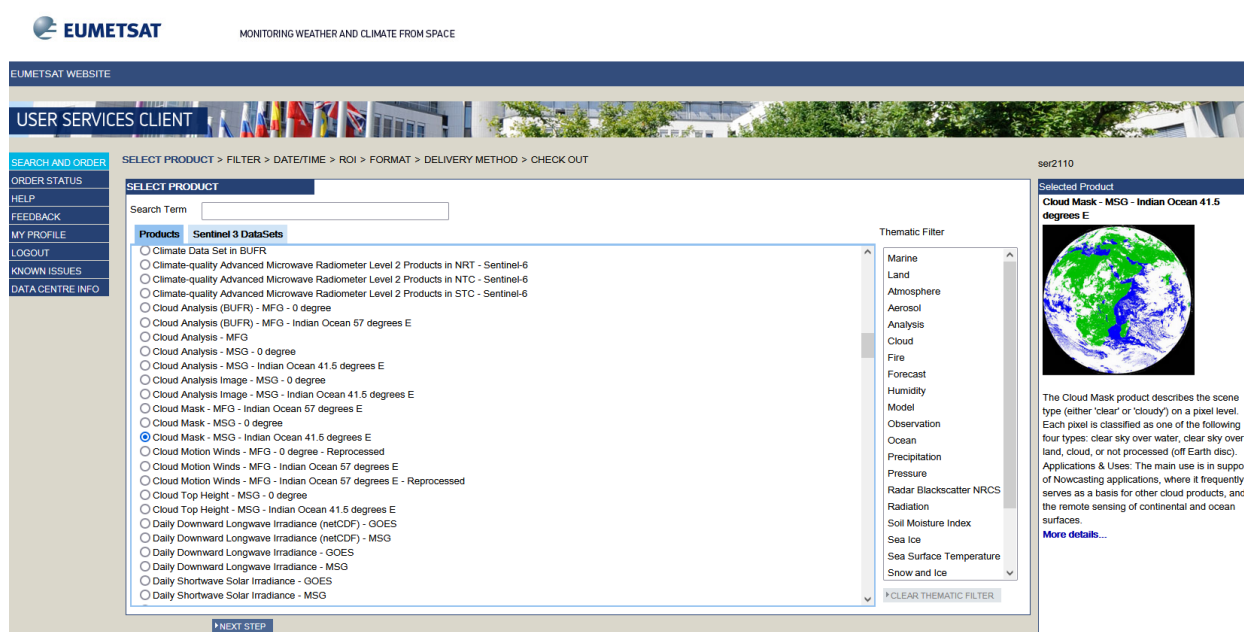 EUMETSAT
MONITORING WEATHER AND CLIMATE FROM SPACE
EUMETSAT WEBSITE
USER SERVICES CLIENT
SEARCH AND ORDER
ORDER STATUS
HELP
FEEDBACK
MY PROFILE
LOGOUT
KNOWN ISSUES
DATA CENTRE INFO
SELECT PRODUCT > FILTER > DATE/TIME > ROI > FORMAT > DELIVERY METHOD > CHECK OUT
SELECT PRODUCT
Search Term
Products Sentinel 3 DataSets
Climate Data Set in BUFR
Climate-quality Advanced Microwave Radiometer Level 2 Products in NRT - Sentinel-6
Climate-quality Advanced Microwave Radiometer Level 2 Products in NTC - Sentinel-6
Climate-quality Advanced Microwave Radiometer Level 2 Products in STC - Sentinel-6
Cloud Analysis (BUFR) - MFG - 0 degree
Cloud Analysis (BUFR) - MFG - Indian Ocean 57 degrees E
Cloud Analysis - MFG
Cloud Analysis - MSG - 0 degree
Cloud Analysis - MSG - Indian Ocean 41.5 degrees E
Cloud Analysis Image - MSG - 0 degree
Cloud Analysis Image - MSG - Indian Ocean 41.5 degrees E
Cloud Mask - MFG - Indian Ocean 57 degrees E
Cloud Mask - MSG - 0 degree
Cloud Mask - MSG - Indian Ocean 41.5 degrees E
Cloud Motion Winds - MFG - 0 degree - Reprocessed
Cloud Motion Winds - MFG - Indian Ocean 57 degrees E
Cloud Motion Winds - MFG - Indian Ocean 57 degrees E - Reprocessed
Cloud Top Height - MSG - 0 degree
Cloud Top Height - MSG - Indian Ocean 41.5 degrees E
Daily Downward Longwave Irradiance (netCDF) - GOES
Daily Downward Longwave Irradiance (netCDF) - MSG
Daily Downward Longwave Irradiance - GOES
Daily Downward Longwave Irradiance - MSG
Daily Shortwave Solar Irradiance - GOES
Daily Shortwave Solar Irradiance - MSG
NEXT STEP
Thematic Filter
Marine
Land
Atmosphere
Aerosol
Analysis
Cloud
Fire
Forecast
Humidity
Model
Observation
Ocean
Precipitation
Pressure
Radar Blackscatter NRCS
Radiation
Soil Moisture Index
Sea Ice
Sea Surface Temperature
Snow and Ice
CLEAR THEMATIC FILTER
ser2110
Selected Product
Cloud Mask - MSG - Indian Ocean 41.5
degrees E
The Cloud Mask product describes the scene
type (either 'clear' or 'cloudy') on a pixel level.
Each pixel is classified as one of the following
four types: clear sky over water, clear sky over
land, cloud, or not processed (off Earth disc).
Applications & Uses: The main use is in suppo
of Nowcasting applications, where it frequently
serves as a basis for other cloud products, and
the remote sensing of continental and ocean
surfaces.
More details...